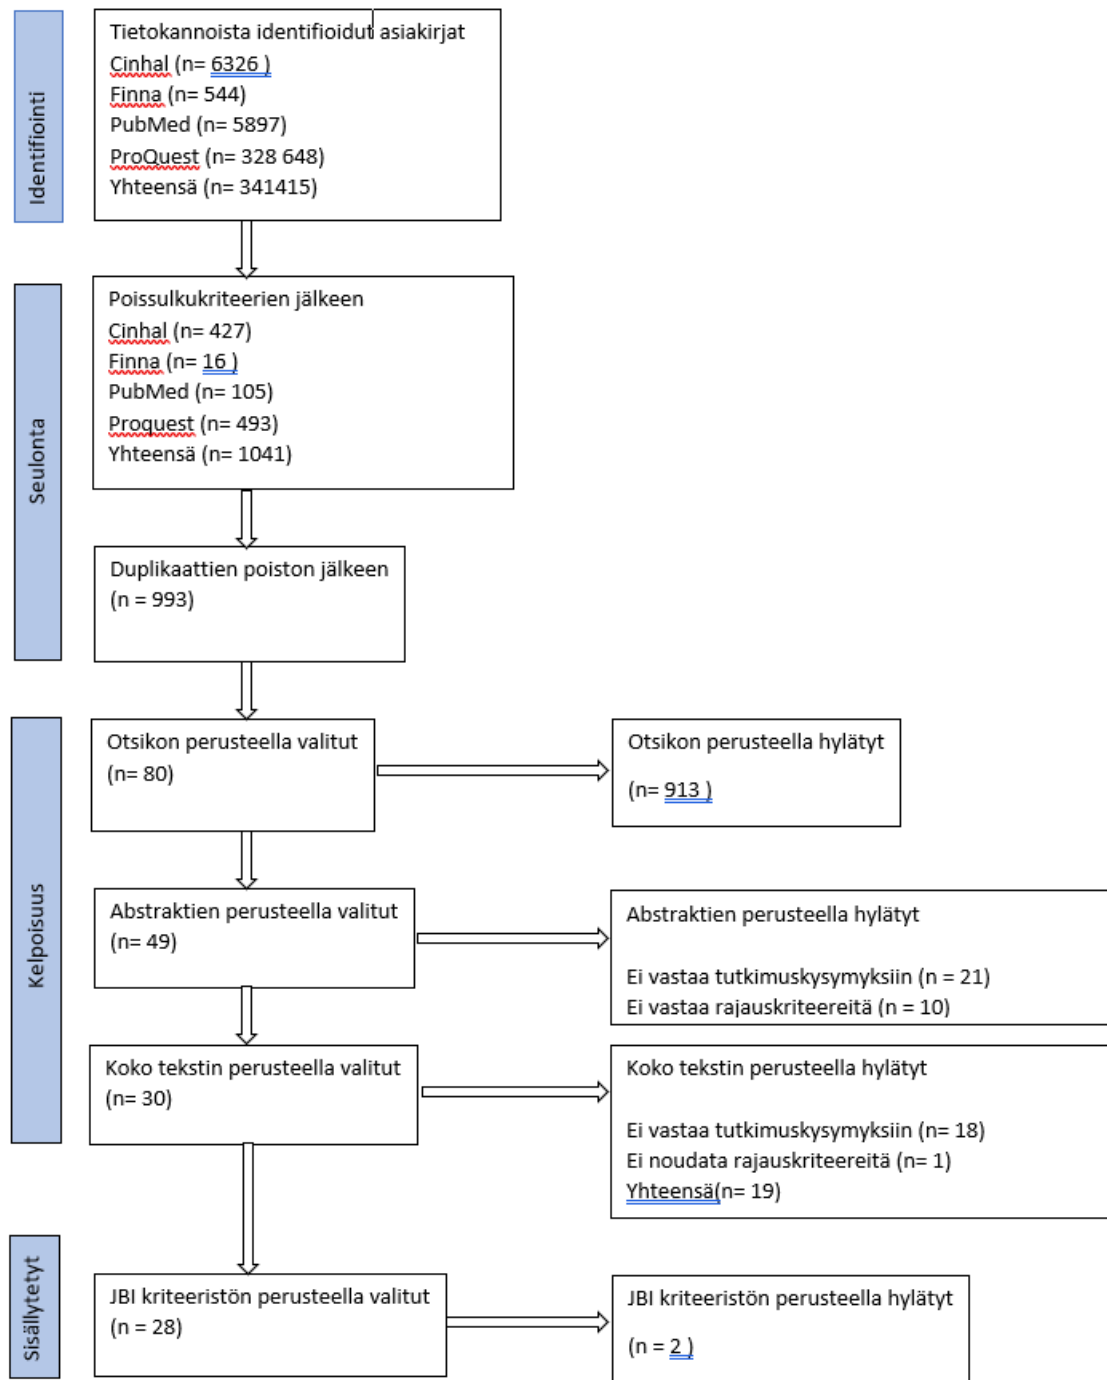 Identifiointi
Tietokannoista identifioidut asiakirjat
Cinhal (n= 6326 )
Finna (n= 544)
PubMed (n= 5897)
ProQuest (n= 328 648)
Yhteensä (n= 341415)
Seulonta
Poissulkukriteerien jälkeen
Cinhal (n= 427)
Finna (n= 16 )
PubMed (n= 105)
Proquest (n= 493)
Yhteensä (n= 1041)
Duplikaattien poiston jälkeen
(n = 993)
Kelpoisuus
Otsikon perusteella valitut
(n= 80)
Otsikon perusteella hylätyt
(n= 913 )
Abstraktien perusteella valitut
(n= 49)
Abstraktien perusteella hylätyt
Ei vastaa tutkimuskysymyksiin (n = 21)
Ei vastaa rajauskriteereitä (n = 10)
Koko tekstin perusteella valitut
(n= 30)
Koko tekstin perusteella hylätyt
Ei vastaa tutkimuskysymyksiin (n= 18)
Ei noudata rajauskriteereitä (n= 1)
Yhteensä(n= 19)
Sisällytetyt
JBI kriteeristön perusteella valitut
(n = 28)
JBI kriteeristön perusteella hylätyt
(n = 2 )